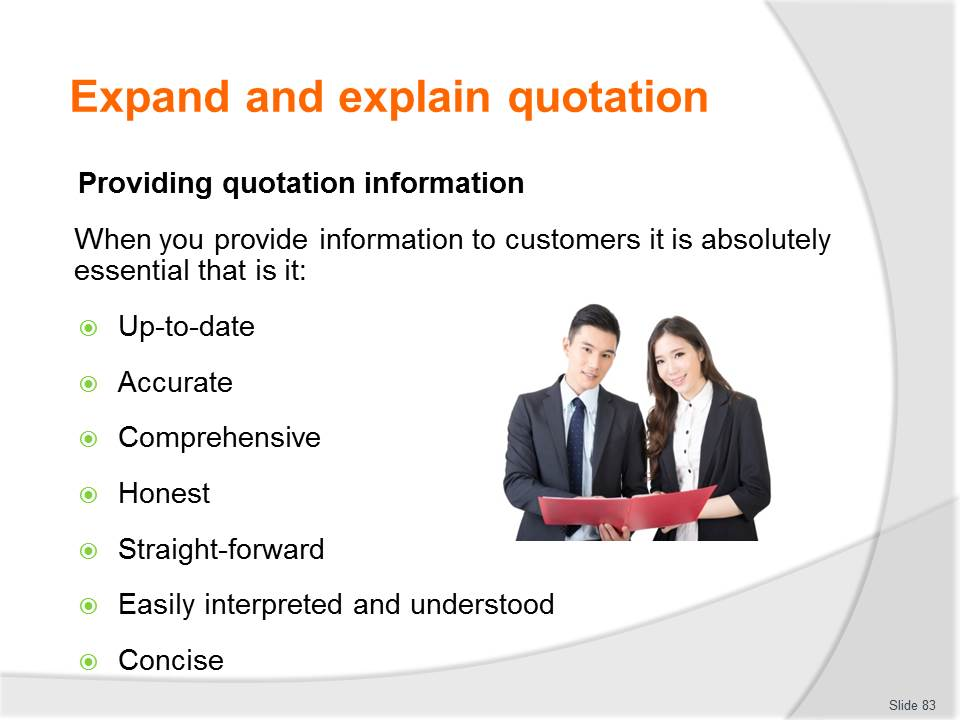 Expand and explain quotation
Providing quotation information
When you provide information to customers it is absolutely
essential that is it:
Up-to-date
Accurate
Comprehensive
Honest
Straight-forward
Easily interpreted and understood
Concise
Slide 83